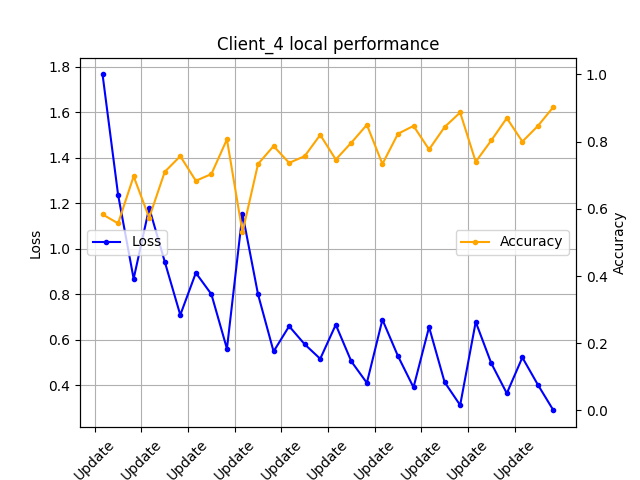 Client_4 local performance
1.8
1.6
1.4
1.2
1.0
0.8
0.6
0.4
Loss
Loss
Accuracy
1.0
0.8
0.6
0.4
0.2
0.0
Accuracy
Update
Update
Update
Update
Update
Update
Update
Update
Update
Update